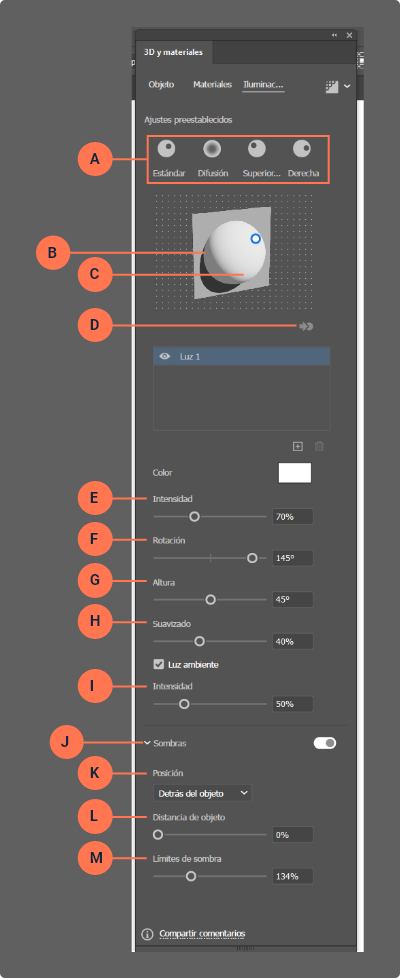 3D y materiales
Objeto Materiales Iluminac...
Ajustes preestablecidos
A
Estándar Difusión Superior... Derecha
B
C
D
Luz 1
Color
E Intensidad
70%
F Rotación
145º
G Altura
45º
H Suavizado
40%
Luz ambiente
I Intensidad
50%
J Sombras
K Posición
Detrás del objeto
L Distancia de objeto
0%
M Límites de sombra
134%
Compartir comentarios